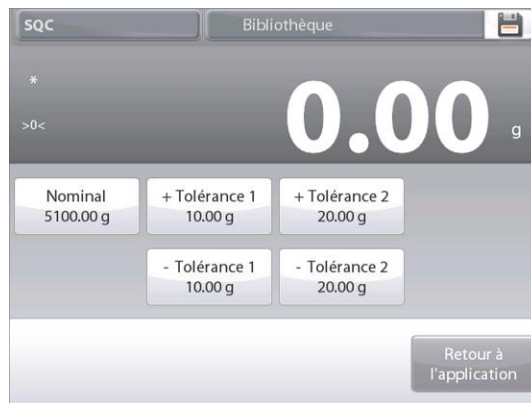 SQC
Bibliothèque
*
>0<
0.00 g
Nominal
5100.00 g
+ Tolérance 1
10.00 g
+ Tolérance 2
20.00 g
- Tolérance 1
10.00 g
- Tolérance 2
20.00 g
Retour à
l'application